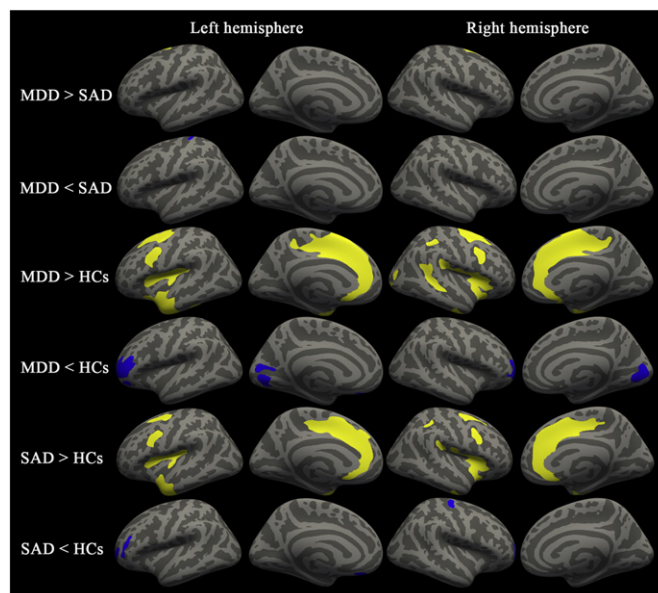 Left hemisphere Right hemisphere
MDD > SAD
MDD < SAD
MDD > HCs
MDD < HCs
SAD > HCs
SAD < HCs